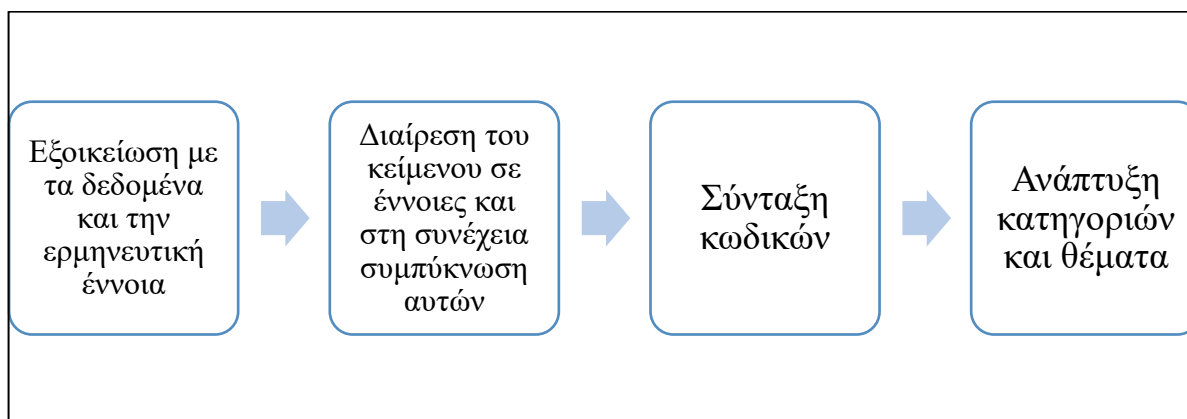 Εξοικείωση με
τα δεδομένα
και την
ερμηνευτική
έννοια
Διαίρεση του
κείμενου σε
έννοιες και
στη συνέχεια
συμπύκνωση
αυτών
Σύνταξη
κωδικών
Ανάπτυξη
κατηγοριών
και θέματα